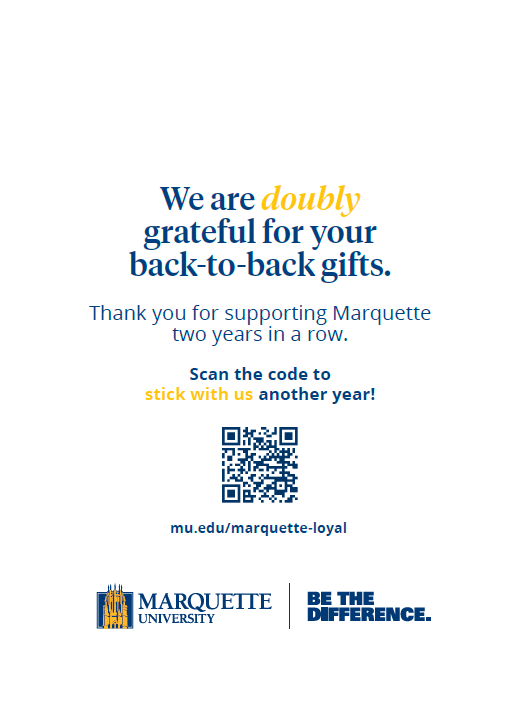 We are doubly
grateful for your
back-to-back gifts.
Thank you for supporting Marquette
two years in a row.
Scan the code to
stick with us another year!
mu.edu/marquette-loyal
MARQUETTE
UNIVERSITY
BE THE
DIFFERENCE.